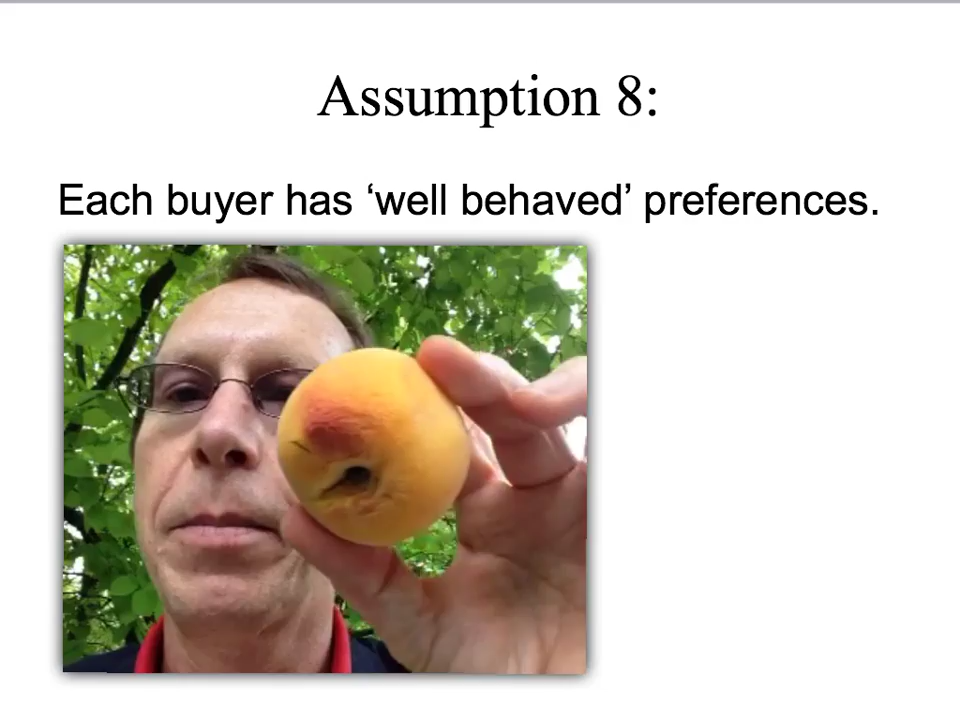 Assumption 8:
Each buyer has ‘well behaved’ preferences.